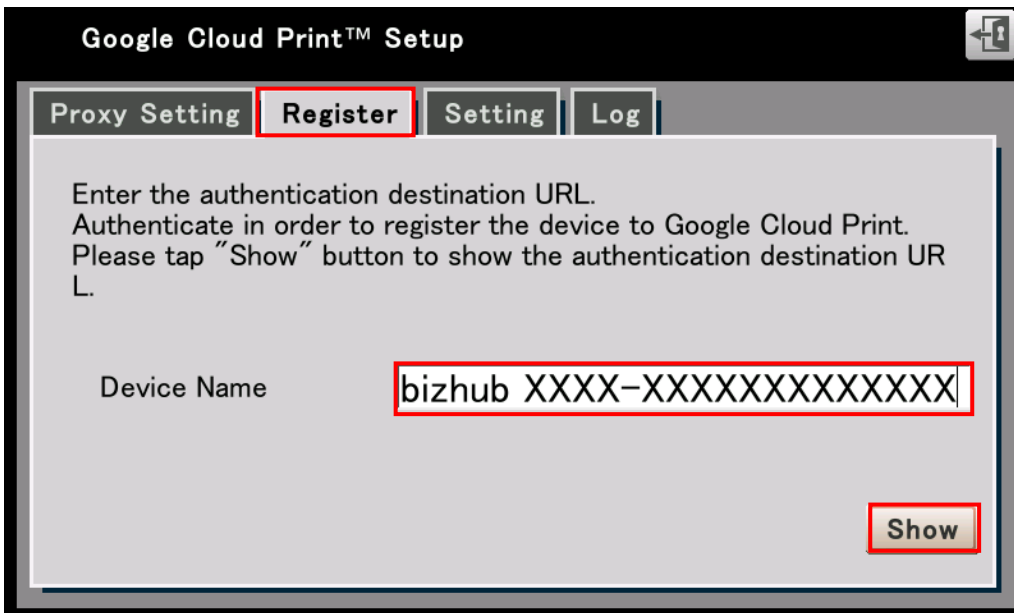 Google Cloud Print™ Setup
Proxy Setting Register Setting Log
Enter the authentication destination URL.
Authenticate in order to register the device to Google Cloud Print.
Please tap "Show" button to show the authentication destination UR
L.
Device Name bizhub XXXX-XXXXXXXXXXXXX
Show